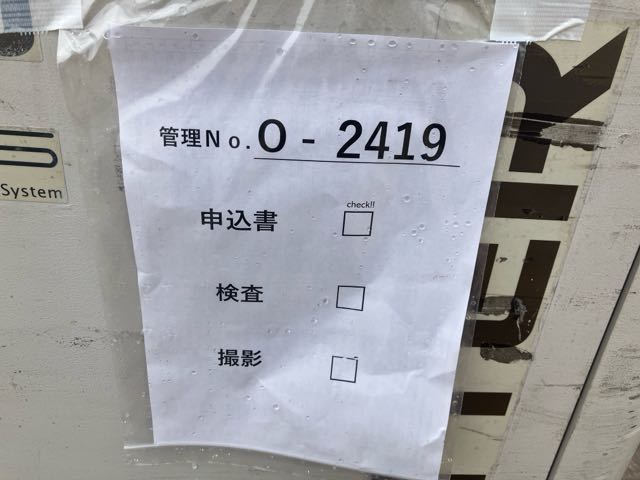 管理No. O - 2419
check!!
申込書 □
検査 □
撮影 □
System